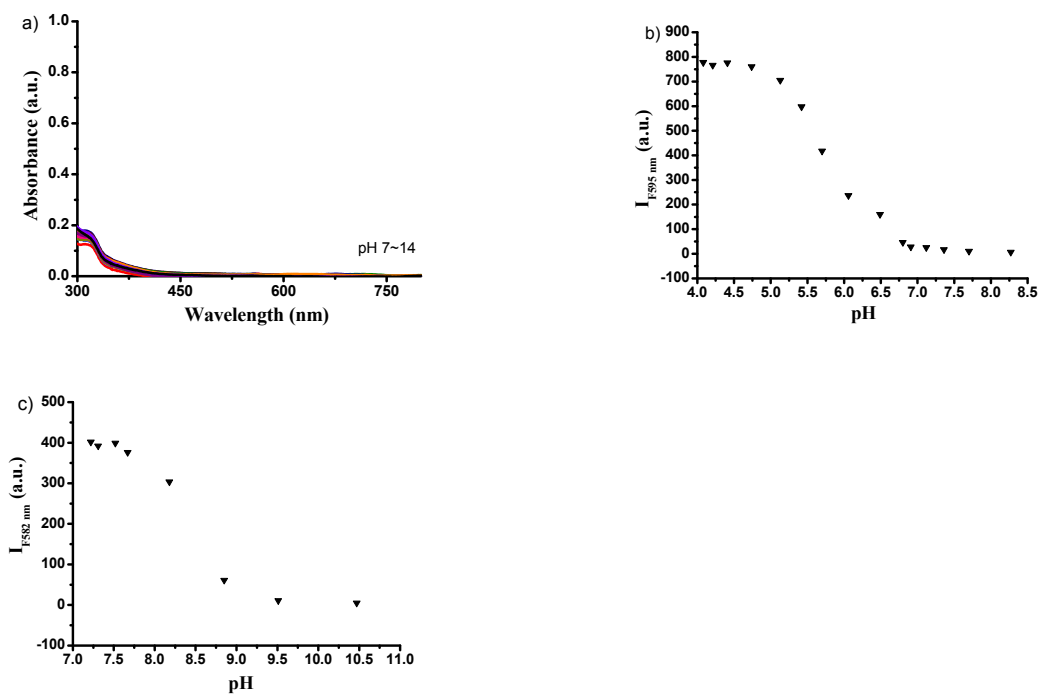 a)
1.0
0.8
0.6
0.4
0.2
0.0
Absorbance (a.u.)
pH 7~14
300 450 600 750
Wavelength (nm)
b)
900
800
700
600
500
400
300
200
100
0
-100
I F595 nm (a.u.)
4.0 4.5 5.0 5.5 6.0 6.5 7.0 7.5 8.0 8.5
pH
c)
500
400
300
200
100
0
-100
I F582 nm (a.u.)
7.0 7.5 8.0 8.5 9.0 9.5 10.0 10.5 11.0
pH